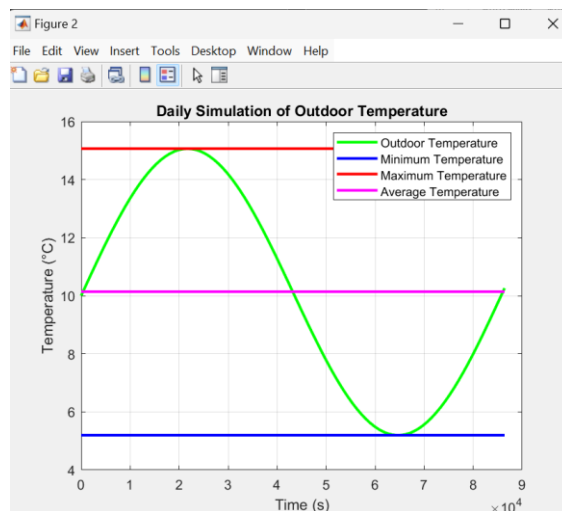 Figure 2
File Edit View Insert Tools Desktop Window Help
Daily Simulation of Outdoor Temperature
16
14
12
10
8
6
4
Temperature (°C)
Outdoor Temperature
Minimum Temperature
Maximum Temperature
Average Temperature
0 1 2 3 4 5 6 7 8 9
Time (s)
×10⁴